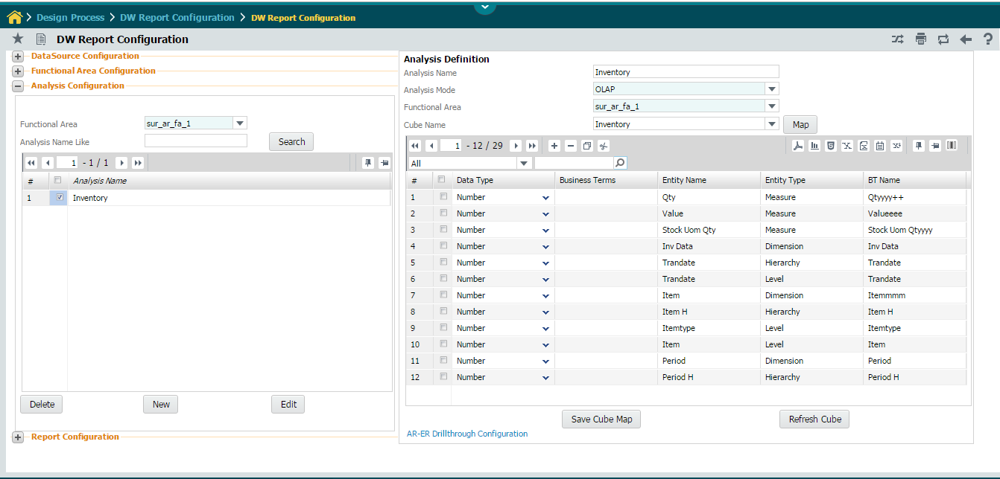 Design Process > DW Report Configuration > DW Report Configuration
DW Report Configuration
DataSource Configuration
Functional Area Configuration
Analysis Configuration
Functional Area sur_ar_fa_1
Analysis Name Like
Search
1 - 1 / 1
# Analysis Name
1 Inventory
Delete New Edit
Report Configuration
Analysis Definition
Analysis Name Inventory
Analysis Mode OLAP
Functional Area sur_ar_fa_1
Cube Name Inventory Map
1 - 12 / 29
All
# Data Type Business Terms Entity Name Entity Type BT Name
1 Number Qty Measure Qtyyyy++
2 Number Value Measure Valueeee
3 Number Stock Uom Qty Measure Stock Uom Qtyyyy
4 Number Inv Data Dimension Inv Data
5 Number Trandate Hierarchy Trandate
6 Number Trandate Level Trandate
7 Number Item Dimension Itemmmm
8 Number Item H Hierarchy Item H
9 Number Itemtype Level Itemtype
10 Number Item Level Item
11 Number Period Dimension Period
12 Number Period H Hierarchy Period H
Save Cube Map Refresh Cube
AR-ER Drillthrough Configuration